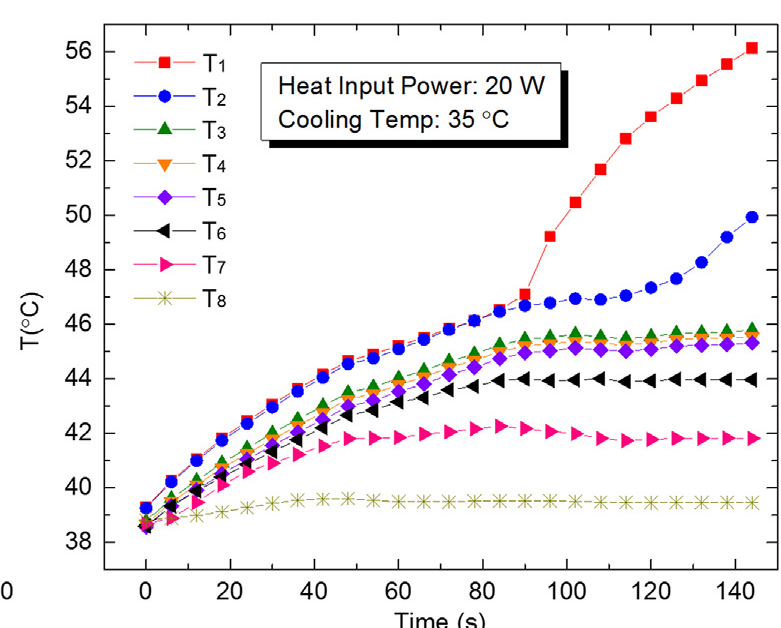 56
54
52
50
48
46
44
42
40
38
T(°C)
T1
T2
T3
T4
T5
T6
T7
T8
Heat Input Power: 20 W
Cooling Temp: 35 °C
0
0 20 40 60 80 100 120 140
Time (s)